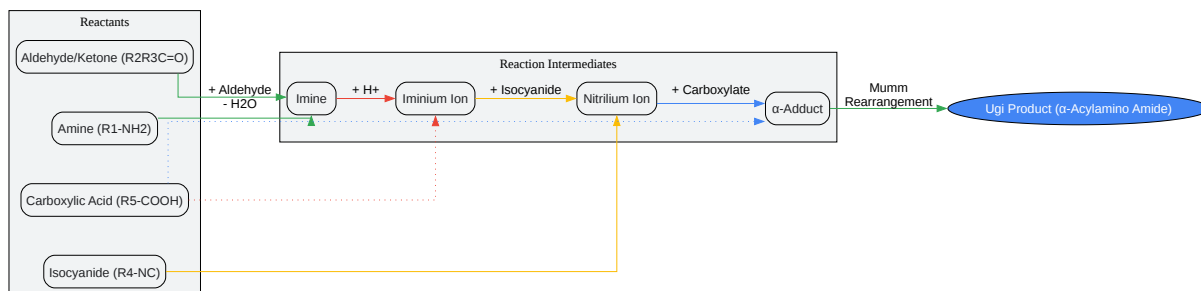 Reactants
Aldehyde/Ketone (R2R3C=O)
Amine (R1-NH2)
Carboxylic Acid (R5-COOH)
Isocyanide (R4-NC)
+ Aldehyde
- H2O
Reaction Intermediates
Imine
+ H+
Iminium Ion
+ Isocyanide
Nitrilium Ion
+ Carboxylate
α-Adduct
Mumm
Rearrangement
Ugi Product (α-Acylamino Amide)